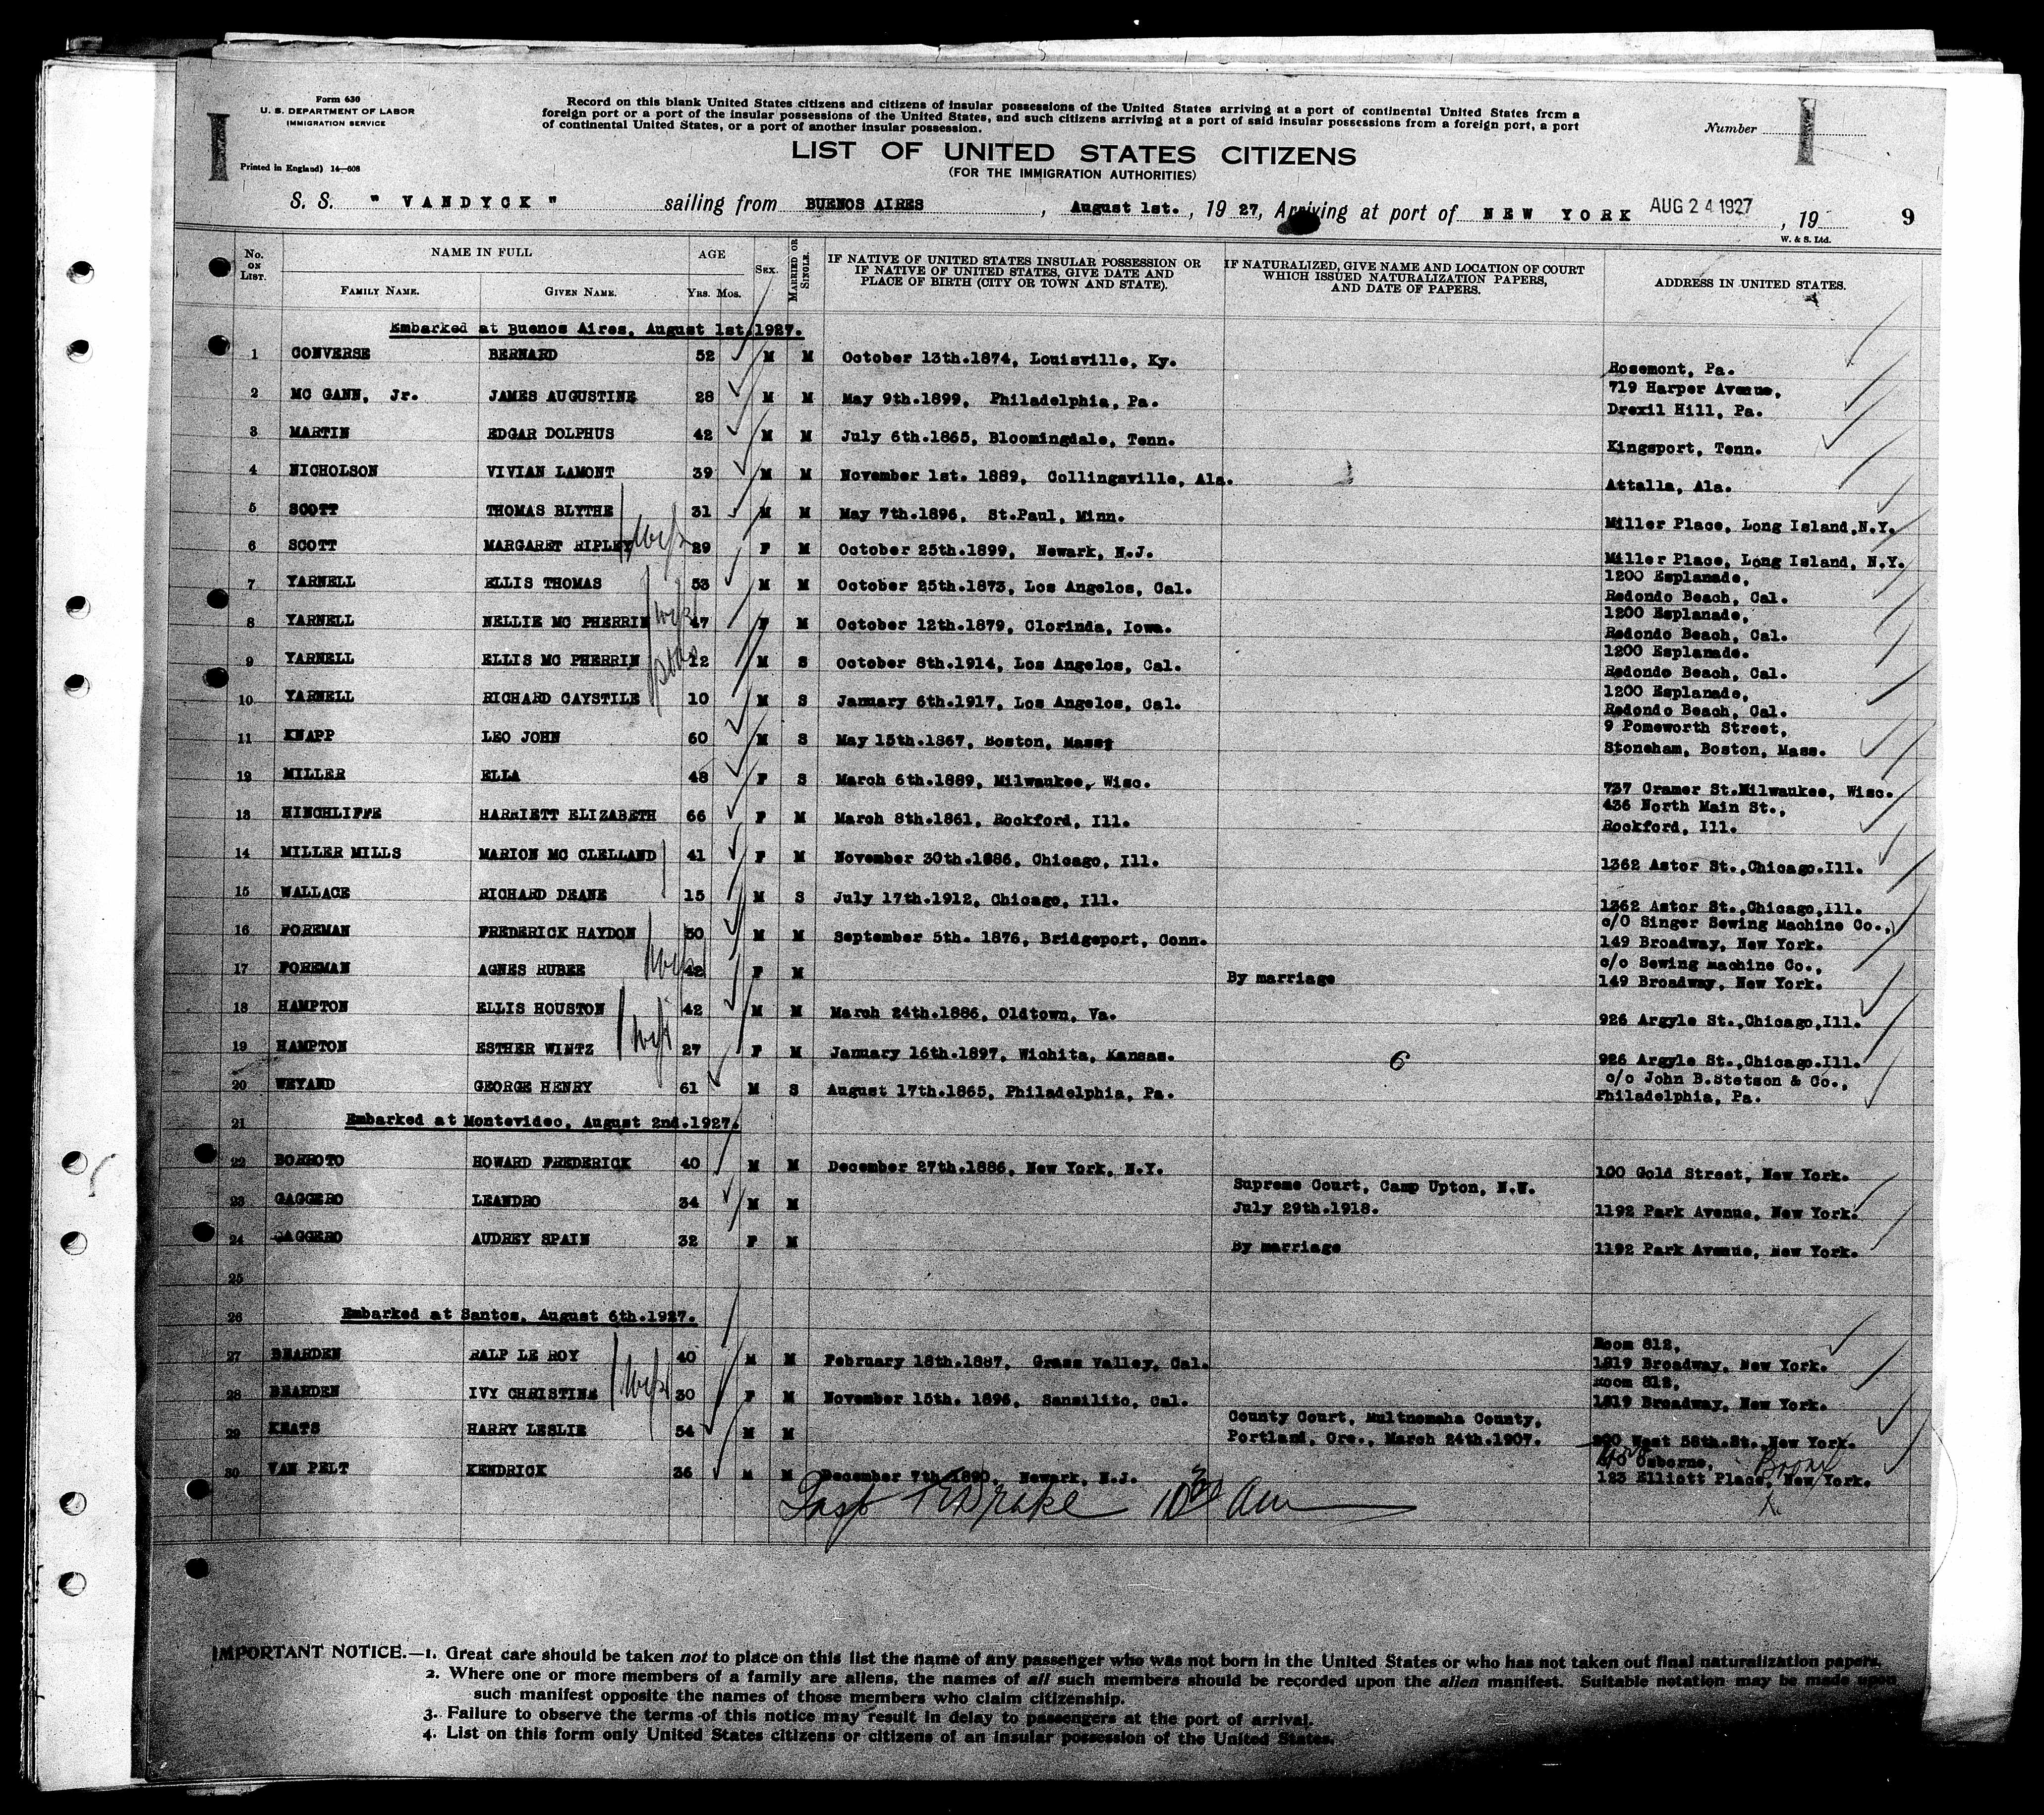 Form 630
U. S. DEPARTMENT OF LABOR
IMMIGRATION SERVICE
Printed in England) 14—608
Record on this blank United States citizens and citizens of insular possessions of the United States arriving at a port of continental United States from a
foreign port or a port of the insular possessions of the United States, and such citizens arriving at a port of said insular possessions from a foreign port, a port
of continental United States, or a port of another insular possession.
Number
LIST OF UNITED STATES CITIZENS
(FOR THE IMMIGRATION AUTHORITIES)
S. S. " VANDYCK " sailing from BUENOS AIRES, August 1st., 1927, Arriving at port of NEW YORK AUG 24 1927, 19 9
W. & S. Ltd.
No. ON LIST. NAME IN FULL FAMILY NAME. GIVEN NAME. AGE YRS. MOS. SEX. MARRIED OR SINGLE. IF NATIVE OF UNITED STATES INSULAR POSSESSION OR IF NATIVE OF UNITED STATES, GIVE DATE AND PLACE OF BIRTH (CITY OR TOWN AND STATE). IF NATURALIZED, GIVE NAME AND LOCATION OF COURT WHICH ISSUED NATURALIZATION PAPERS, AND DATE OF PAPERS. ADDRESS IN UNITED STATES.
Embarked at Buenos Aires, August 1st.1927.
1 CONVERSE BERNARD 52 M M October 13th.1874, Louisville, Ky. Rosemont, Pa.
2 MC GANN, Jr. JAMES AUGUSTINE 28 M M May 9th.1899, Philadelphia, Pa. 719 Harper Avenue, Drexil Hill, Pa.
3 MARTIN EDGAR DOLPHUS 42 M M July 6th.1865, Bloomingdale, Tenn. Kingsport, Tenn.
4 NICHOLSON VIVIAN LAMONT 39 M M November 1st. 1889, Collingsville, Ala. Attalla, Ala.
5 SCOTT THOMAS BLYTHE 31 M M May 7th.1896, St.Paul, Minn. Miller Place, Long Island,N.Y.
6 SCOTT MARGARET RIPLEY wife 29 F M October 25th.1899, Newark, N.J. Miller Place, Long Island, N.Y.
7 YARNELL ELLIS THOMAS 53 M M October 25th.1873, Los Angelos, Cal. 1200 Esplanade, Redondo Beach, Cal.
8 YARNELL NELLIE MC PHERRIN wife 47 F M October 12th.1879, Clorinda, Iowa. 1200 Esplanade, Redondo Beach, Cal.
9 YARNELL ELLIS MC PHERRIN 12 M S October 8th.1914, Los Angelos, Cal. 1200 Esplanade. Redondo Beach, Cal.
10 YARNELL RICHARD CAYSTILE 10 M S January 6th.1917, Los Angelos, Cal. 1200 Esplanade, Redondo Beach, Cal.
11 KNAPP LEO JOHN 60 M S May 15th.1867, Boston, Mass. 9 Pomeworth Street, Stoneham, Boston, Mass.
12 MILLER ELLA 48 F S March 6th.1889, Milwaukee, Wisc. 737 Cramer St.Milwaukee, Wisc.
13 HINCHLIFFE HARRIETT ELIZABETH 66 F M March 8th.1861, Rockford, Ill. 436 North Main St., Rockford, Ill.
14 MILLER MILLS MARION MC CLELLAND 41 F M November 30th.1886, Chicago, Ill. 1362 Astor St.,Chicago.Ill.
15 WALLACE RICHARD DEANE 15 M S July 17th.1912, Chicago, Ill. 1362 Astor St.,Chicago,Ill.
16 FOREMAN FREDERICK HAYDON 50 M M September 5th. 1876, Bridgeport, Conn. c/O Singer Sewing Machine Co., 149 Broadway, New York.
17 FOREMAN AGNES RUBEE wife 42 F M By marriage c/o Sewing Machine Co., 149 Broadway, New York.
18 HAMPTON ELLIS HOUSTON 42 M M March 24th.1886, Oldtown, Va. 926 Argyle St.,Chicago,Ill.
19 HAMPTON ESTHER WINTZ wife 27 F M January 16th.1897, Wichita, Kansas. 6 926 Argyle St.,Chicago.Ill.
20 WEYAND GEORGE HENRY 61 M S August 17th.1865, Philadelphia, Pa. c/o John B.Stetson & Co., Philadelphia, Pa.
21 Embarked at Montevideo, August 2nd.1927.
22 BORROTO HOWARD FREDERICK 40 M M December 27th.1886, New York, N.Y. 100 Gold Street, New York.
23 GAGGERO LEANDRO 34 M M Supreme Court, Camp Upton, N.W. July 29th.1918. 1192 Park Avenue, New York.
24 GAGGERO AUDREY SPAIN 32 F M By marriage 1192 Park Avenue, New York.
25
26 Embarked at Santos, August 6th.1927.
27 BEARDEN RALP LE ROY 40 M M February 18th.1887, Grass Valley, Cal. Room 812, 1819 Broadway, New York.
28 BEARDEN IVY CHRISTINE wife 30 F M November 15th. 1896, Sansilito, Cal. Room 812, 1819 Broadway, New York.
29 KEATS HARRY LESLIE 54 M M County Court, Multnomaha County, Portland, Ore., March 24th.1907. 200 West 58th.St.,New York.
30 VAN PELT KENDRICK 36 M M December 7th.1890, Newark, N.J. Osborne, 123 Elliott Place, New York. Bronx
Insp Drake 10 30 Am
IMPORTANT NOTICE.—1. Great care should be taken not to place on this list the name of any passenger who was not born in the United States or who has not taken out final naturalization papers.
2. Where one or more members of a family are aliens, the names of all such members should be recorded upon the alien manifest. Suitable notation may be made upon
such manifest opposite the names of those members who claim citizenship.
3. Failure to observe the terms of this notice may result in delay to passengers at the port of arrival.
4. List on this form only United States citizens or citizens of an insular possession of the United States.